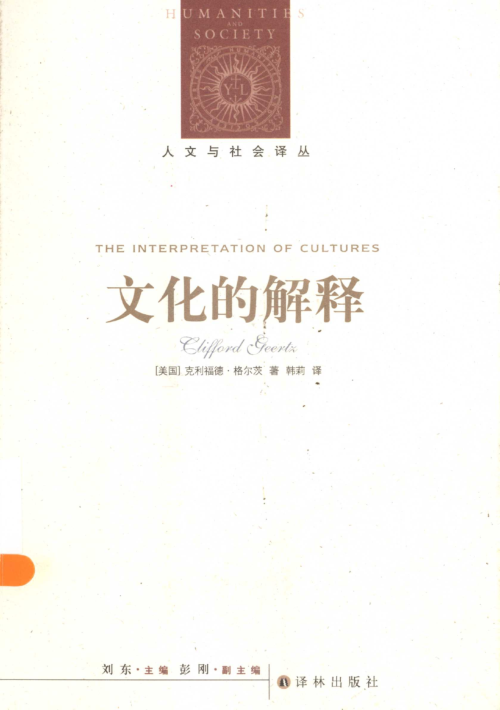 HUMANITIES
AND
SOCIETY
Y L
人文与社会译丛
THE INTERPRETATION OF CULTURES
文化的解释
Clifford Geertz
[美国] 克利福德·格尔茨 著 韩莉 译
刘东·主编 彭刚·副主编
译林出版社